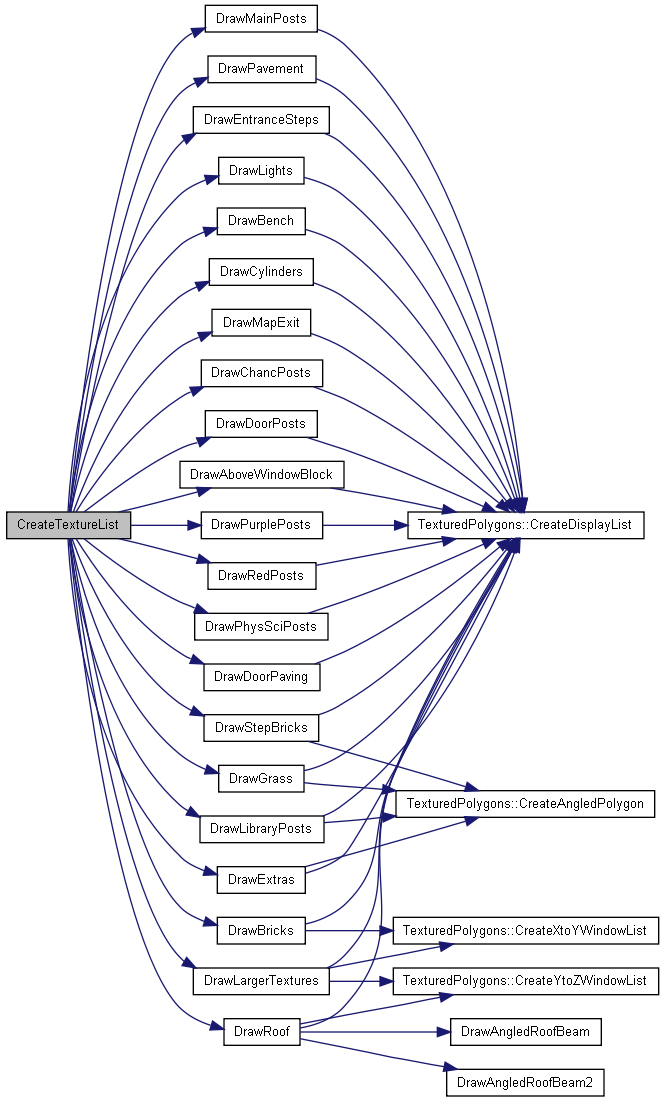 DrawMainPosts
DrawPavement
DrawEntranceSteps
DrawLights
DrawBench
DrawCylinders
DrawMapExit
DrawChancPosts
DrawDoorPosts
DrawAboveWindowBlock
CreateTextureList
DrawPurplePosts
TexturedPolygons::CreateDisplayList
DrawRedPosts
DrawPhysSciPosts
DrawDoorPaving
DrawStepBricks
DrawGrass
TexturedPolygons::CreateAngledPolygon
DrawLibraryPosts
DrawExtras
DrawBricks
TexturedPolygons::CreateXtoYWindowList
DrawLargerTextures
TexturedPolygons::CreateYtoZWindowList
DrawRoof
DrawAngledRoofBeam
DrawAngledRoofBeam2